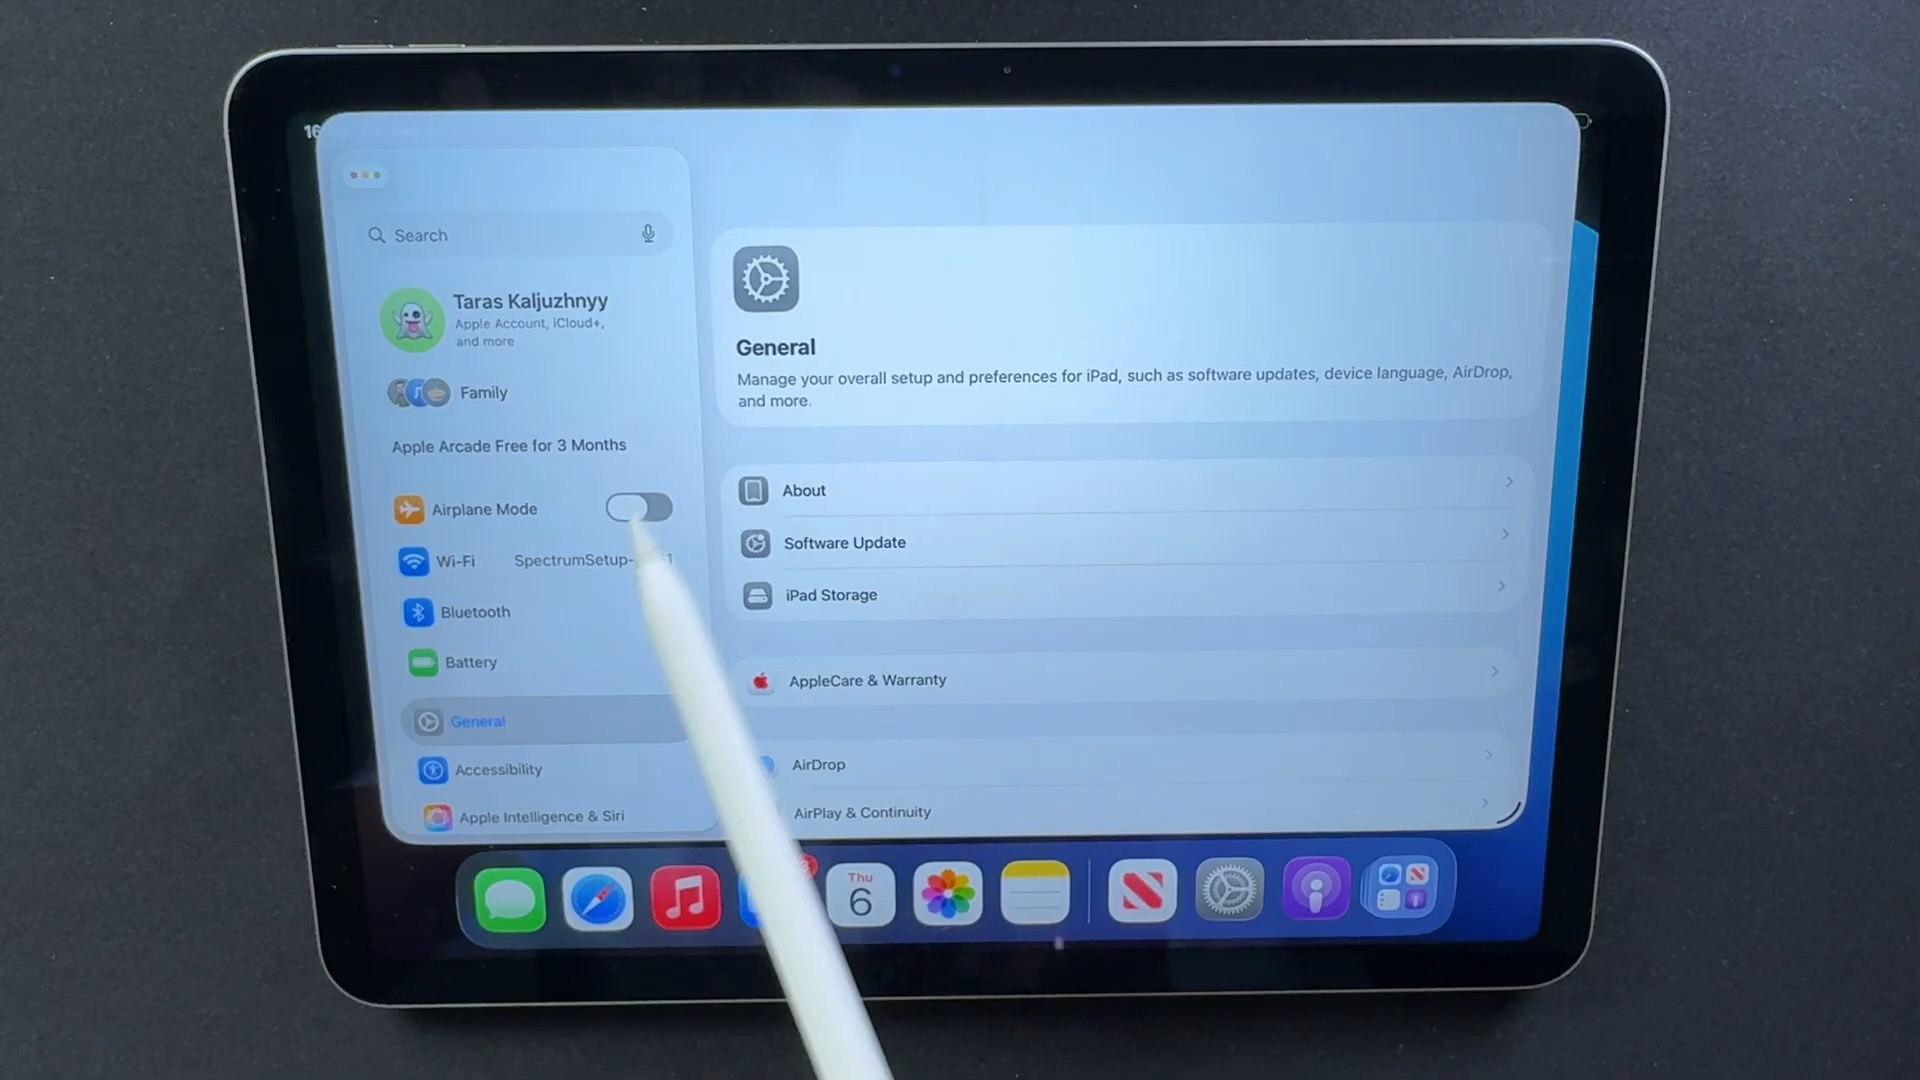 16
Search
Taras Kaljuzhnyy
Apple Account, iCloud+,
and more
Family
Apple Arcade Free for 3 Months
Airplane Mode
Wi-Fi
SpectrumSetup-
Bluetooth
Battery
General
Accessibility
Apple Intelligence & Siri
General
Manage your overall setup and preferences for iPad, such as software updates, device language, AirDrop,
and more.
About
Software Update
iPad Storage
AppleCare & Warranty
AirDrop
AirPlay & Continuity
Thu
6